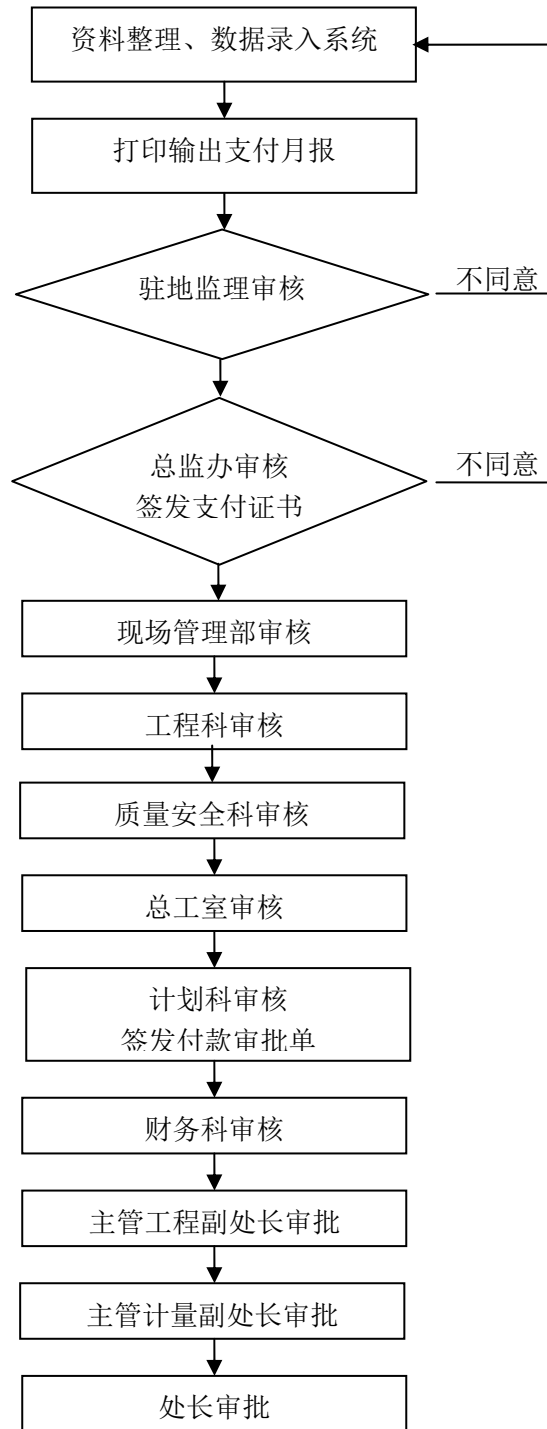 资料整理、数据录入系统
打印输出支付月报
驻地监理审核
不同意
总监办审核
签发支付证书
不同意
现场管理部审核
工程科审核
质量安全科审核
总工室审核
计划科审核
签发付款审批单
财务科审核
主管工程副处长审批
主管计量副处长审批
处长审批